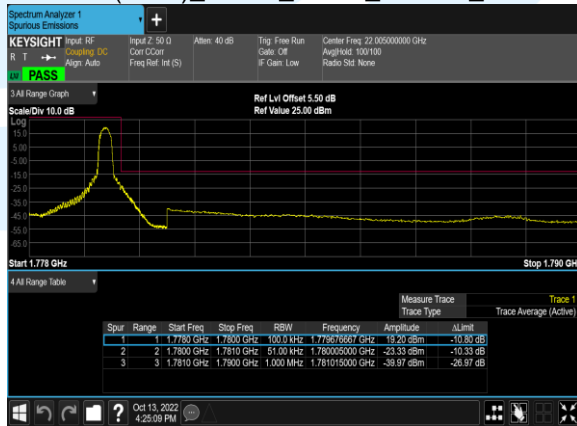 Spectrum Analyzer 1
Spurious Emissions
+
KEYSIGHT Input: RF Input Z: 50 Ω Atten: 40 dB Trig: Free Run Center Freq: 22.005000000 GHz
R T Coupling: DC Corr CCorr Gate: Off Avg|Hold: 100/100
Align: Auto Freq Ref: Int (S) IF Gain: Low Radio Std: None
PASS
3 All Range Graph
Ref Lvl Offset 5.50 dB
Scale/Div 10.0 dB Ref Value 25.00 dBm
Log
15.0
5.00
-5.00
-15.0
-25.0
-35.0
-45.0
-55.0
-65.0
Start 1.778 GHz Stop 1.790 GH
4 All Range Table
Measure Trace Trace 1
Trace Type Trace Average (Active)
Spur Range Start Freq Stop Freq RBW Frequency Amplitude ΔLimit
1 1 1.7780 GHz 1.7800 GHz 100.0 kHz 1.779676667 GHz 19.20 dBm -10.80 dB
2 2 1.7800 GHz 1.7810 GHz 51.00 kHz 1.780005000 GHz -23.33 dBm -10.33 dB
3 3 1.7810 GHz 1.7900 GHz 1.000 MHz 1.781015000 GHz -39.97 dBm -26.97 dB
? Oct 13, 2022
4:25:09 PM